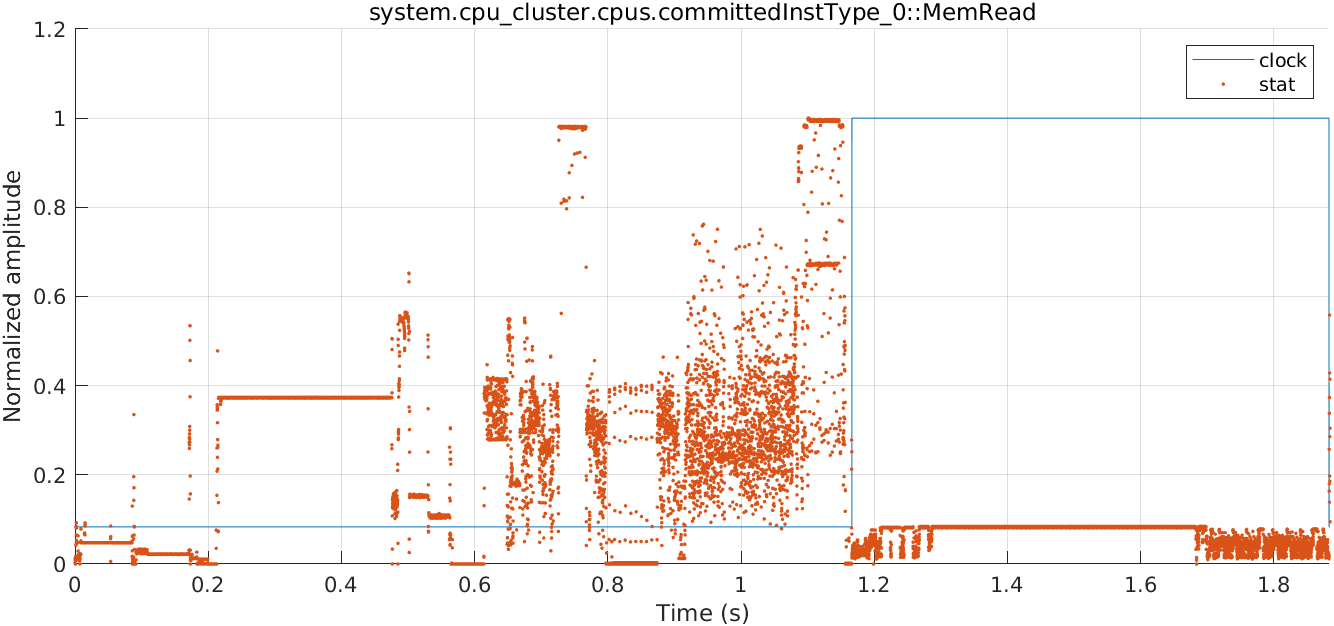 system.cpu_cluster.cpus.committedInstType_0::MemRead
1.2
1
0.8
0.6
0.4
0.2
0
Normalized amplitude
clock
stat
0 0.2 0.4 0.6 0.8 1 1.2 1.4 1.6 1.8
Time (s)